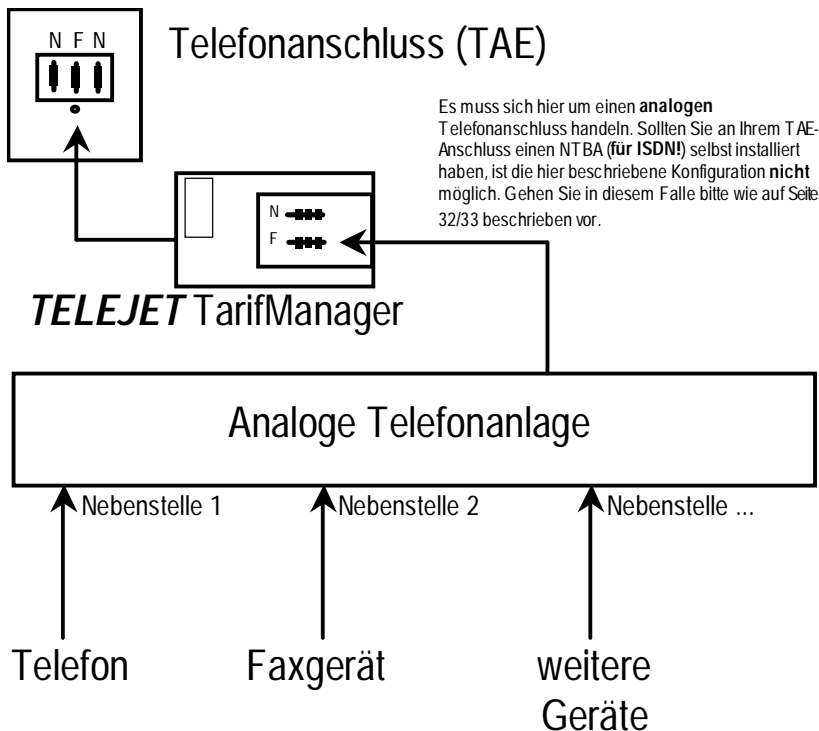 N F N
Telefonanschluss (TAE)
Es muss sich hier um einen analogen
Telefonanschluss handeln. Sollten Sie an Ihrem TAE-
Anschluss einen NTBA (für ISDN!) selbst installiert
haben, ist die hier beschriebene Konfiguration nicht
möglich. Gehen Sie in diesem Falle bitte wie auf Seite
32/33 beschrieben vor.
N
F
TELEJET TarifManager
Analoge Telefonanlage
Nebenstelle 1
Nebenstelle 2
Nebenstelle ...
Telefon
Faxgerät
weitere
Geräte